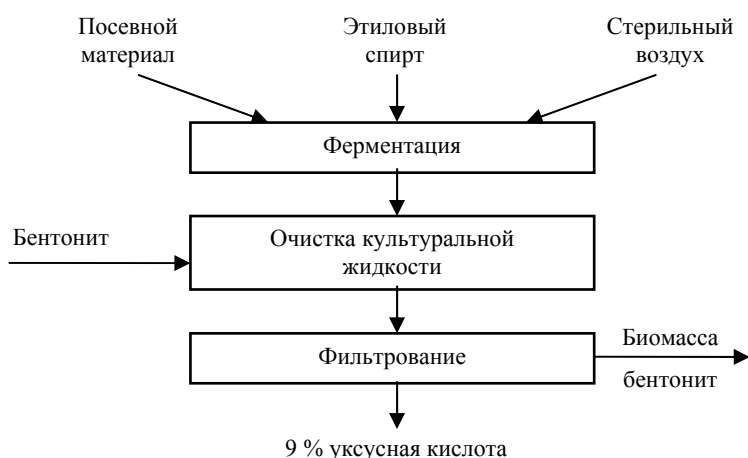 Посевной
материал
Этиловый
спирт
Стерильный
воздух
Ферментация
Бентонит
Очистка культуральной
жидкости
Фильтрование
Биомасса
бентонит
9 % уксусная кислота